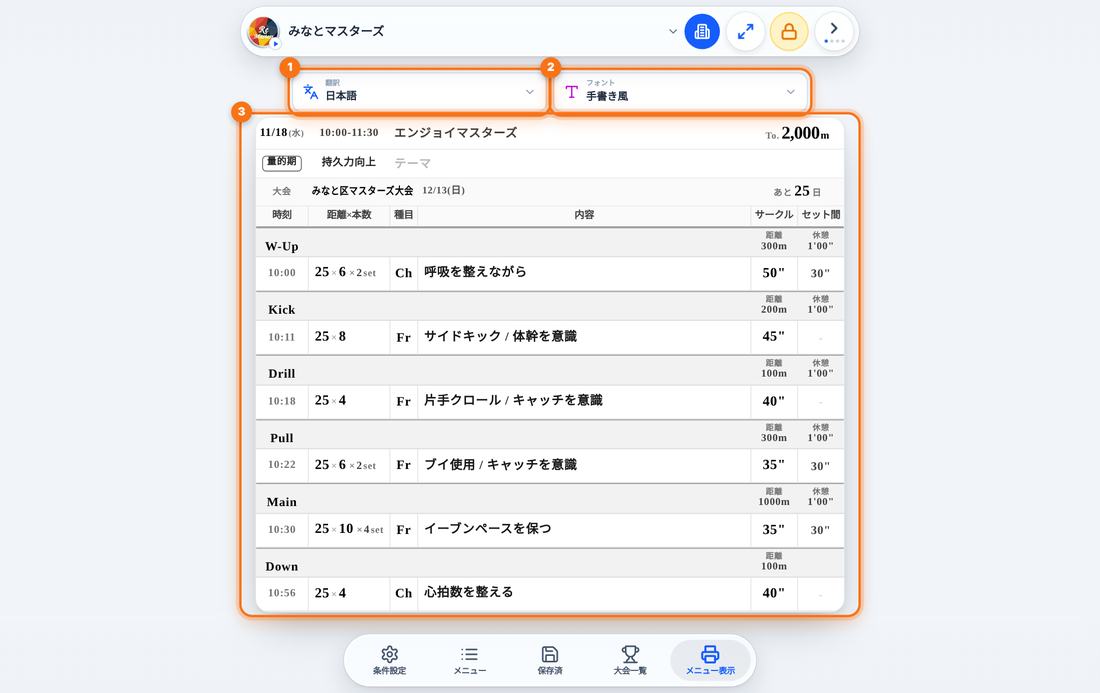 みなとマスターズ
1
2
翻訳
日本語
フォント
手書き風
3
11/18(水) 10:00-11:30 エンジョイマスターズ To. 2,000m
量的期 持久力向上 テーマ
大会 みなと区マスターズ大会 12/13(日) あと 25 日
時刻 距離×本数 種目 内容 サークル セット間
W-Up 距離 300m 休憩 1'00"
10:00 25×6 ×2set Ch 呼吸を整えながら 50" 30"
Kick 距離 200m 休憩 1'00"
10:11 25×8 Fr サイドキック / 体幹を意識 45" -
Drill 距離 100m 休憩 1'00"
10:18 25×4 Fr 片手クロール / キャッチを意識 40" -
Pull 距離 300m 休憩 1'00"
10:22 25×6 ×2set Fr ブイ使用 / キャッチを意識 35" 30"
Main 距離 1000m 休憩 1'00"
10:30 25×10 ×4set Fr イーブンペースを保つ 35" 30"
Down 距離 100m
10:56 25×4 Ch 心拍数を整える 40" -
条件設定 メニュー 保存済 大会一覧 メニュー表示